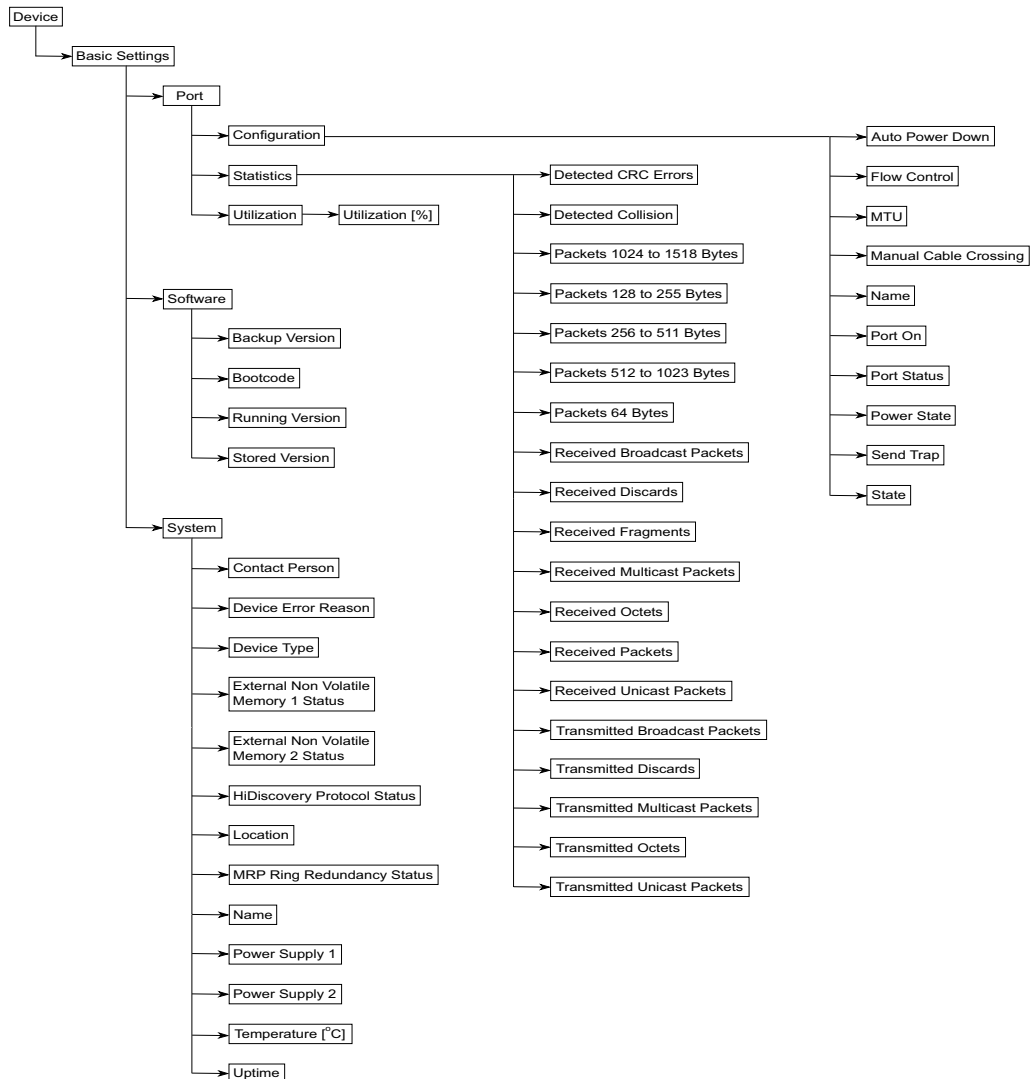 Device
Basic Settings
Port
Configuration
Auto Power Down
Flow Control
MTU
Manual Cable Crossing
Name
Port On
Port Status
Power State
Send Trap
State
Statistics
Detected CRC Errors
Detected Collision
Packets 1024 to 1518 Bytes
Packets 128 to 255 Bytes
Packets 256 to 511 Bytes
Packets 512 to 1023 Bytes
Packets 64 Bytes
Received Broadcast Packets
Received Discards
Received Fragments
Received Multicast Packets
Received Octets
Received Packets
Received Unicast Packets
Transmitted Broadcast Packets
Transmitted Discards
Transmitted Multicast Packets
Transmitted Octets
Transmitted Unicast Packets
Utilization
Utilization [%]
Software
Backup Version
Bootcode
Running Version
Stored Version
System
Contact Person
Device Error Reason
Device Type
External Non Volatile
Memory 1 Status
External Non Volatile
Memory 2 Status
HiDiscovery Protocol Status
Location
MRP Ring Redundancy Status
Name
Power Supply 1
Power Supply 2
Temperature [°C]
Uptime